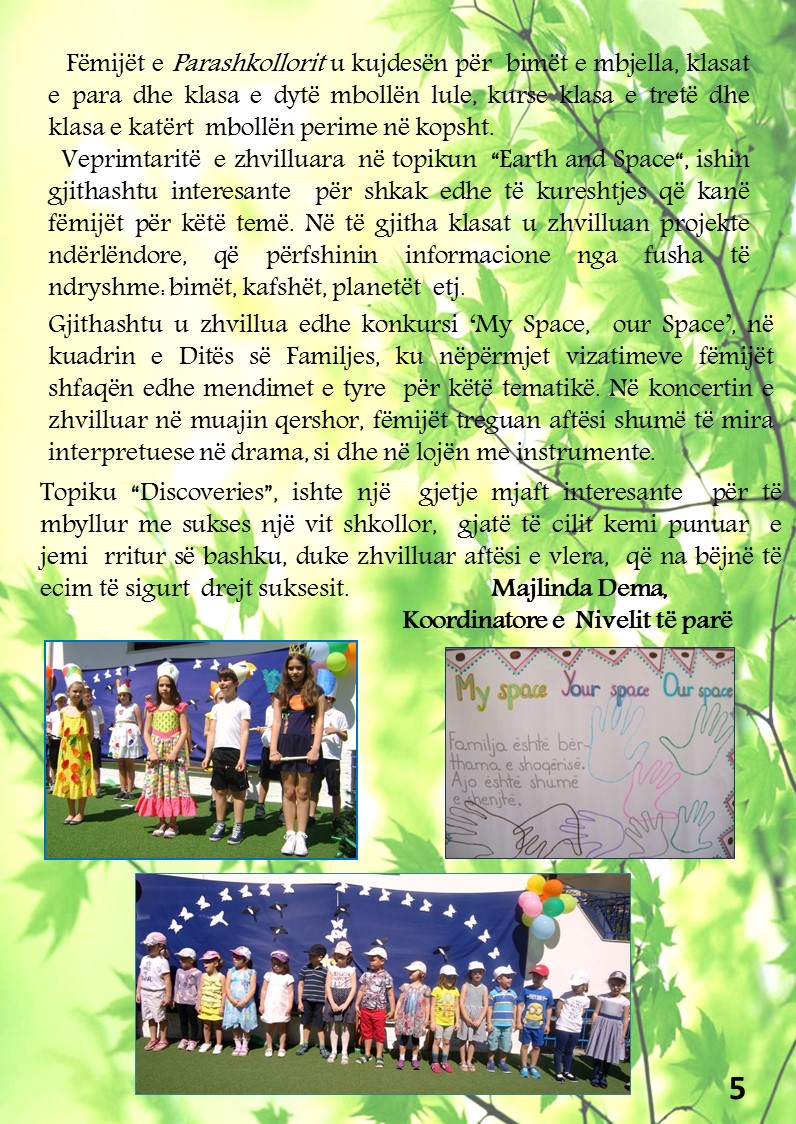 Fëmijët e Parashkollorit u kujdesën për bimët e mbjella, klasat
e para dhe klasa e dytë mbollën lule, kurse klasa e tretë dhe
klasa e katërt mbollën perime në kopsht.
Veprimtaritë e zhvilluara në topikun “Earth and Space“, ishin
gjithashtu interesante për shkak edhe të kureshtjes që kanë
fëmijët për këtë temë. Në të gjitha klasat u zhvilluan projekte
ndërlëndore, që përfshinin informacione nga fusha të
ndryshme: bimët, kafshët, planetët etj.
Gjithashtu u zhvillua edhe konkursi ‘My Space, our Space’, në
kuadrin e Ditës së Familjes, ku nëpërmjet vizatimeve fëmijët
shfaqën edhe mendimet e tyre për këtë tematikë. Në koncertin e
zhvilluar në muajin qershor, fëmijët treguan aftësi shumë të mira
interpretuese në drama, si dhe në lojën me instrumente.
Topiku “Discoveries”, ishte një gjetje mjaft interesante për të
mbyllur me sukses një vit shkollor, gjatë të cilit kemi punuar e
jemi rritur së bashku, duke zhvilluar aftësi e vlera, që na bëjnë të
ecim të sigurt drejt suksesit. Majlinda Dema,
Koordinatore e Nivelit të parë
My space Your space Our space
Familja është bër-
thama e shoqërisë.
Ajo është shumë
e shenjtë.
5